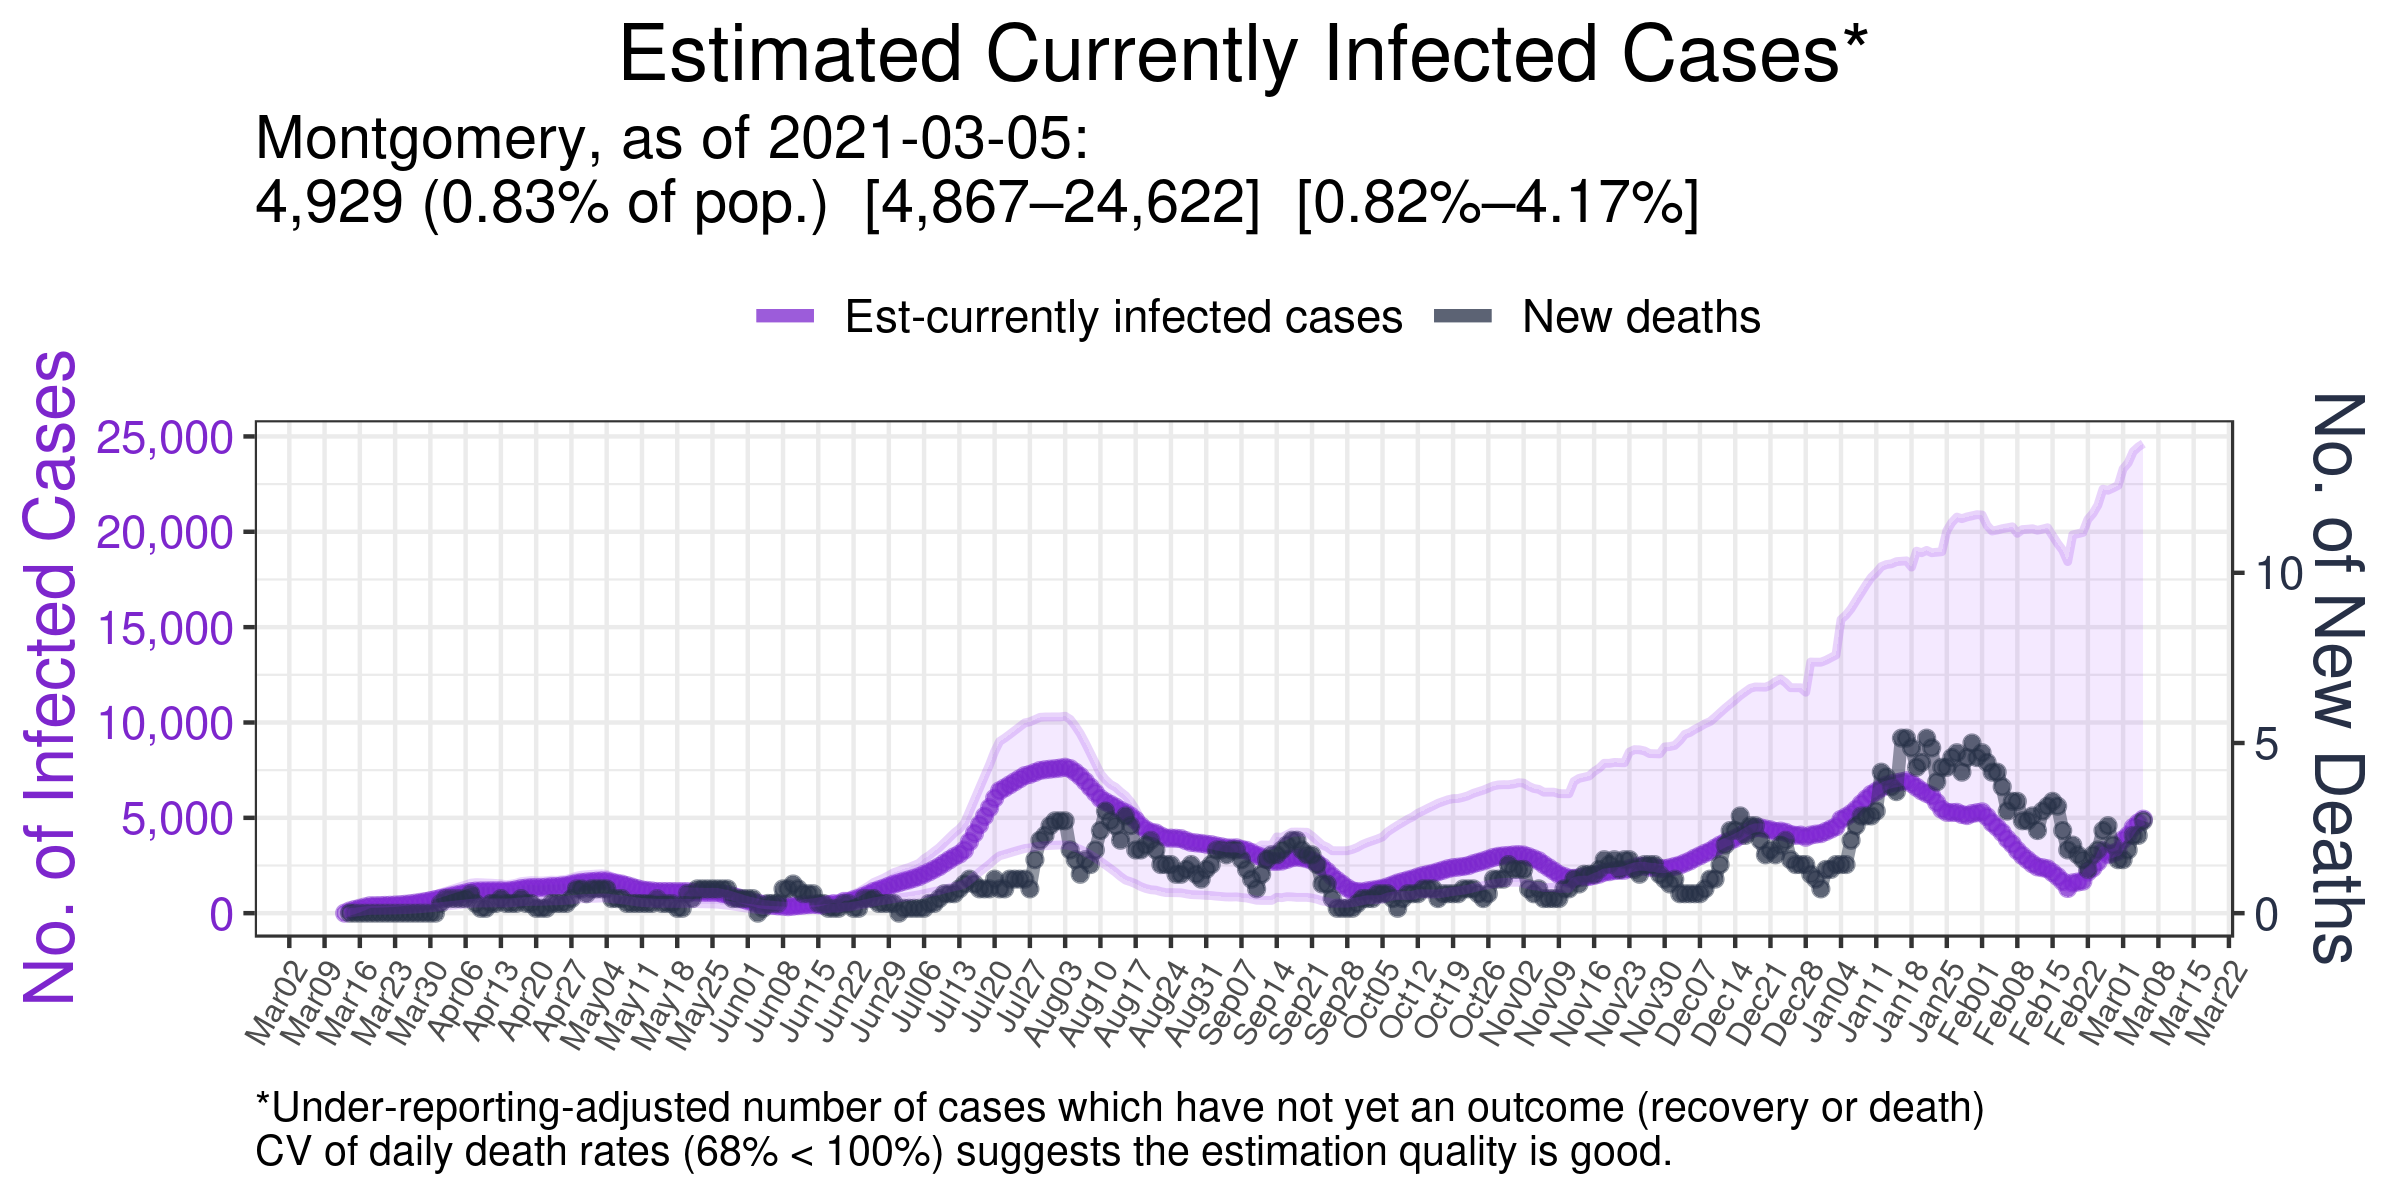 Estimated Currently Infected Cases*
Montgomery, as of 2021-03-05:
4,929 (0.83% of pop.) [4,867–24,622] [0.82%–4.17%]
Est-currently infected cases New deaths
No. of Infected Cases
25,000
20,000
15,000
10,000
5,000
0
No. of New Deaths
10
5
0
Mar02 Mar09 Mar16 Mar23 Mar30 Apr06 Apr13 Apr20 Apr27 May04 May11 May18 May25 Jun01 Jun08 Jun15 Jun22 Jun29 Jul06 Jul13 Jul20 Jul27 Aug03 Aug10 Aug17 Aug24 Aug31 Sep07 Sep14 Sep21 Sep28 Oct05 Oct12 Oct19 Oct26 Nov02 Nov09 Nov16 Nov23 Nov30 Dec07 Dec14 Dec21 Dec28 Jan04 Jan11 Jan18 Jan25 Feb01 Feb08 Feb15 Feb22 Mar01 Mar08 Mar15 Mar22
*Under-reporting-adjusted number of cases which have not yet an outcome (recovery or death)
CV of daily death rates (68% < 100%) suggests the estimation quality is good.